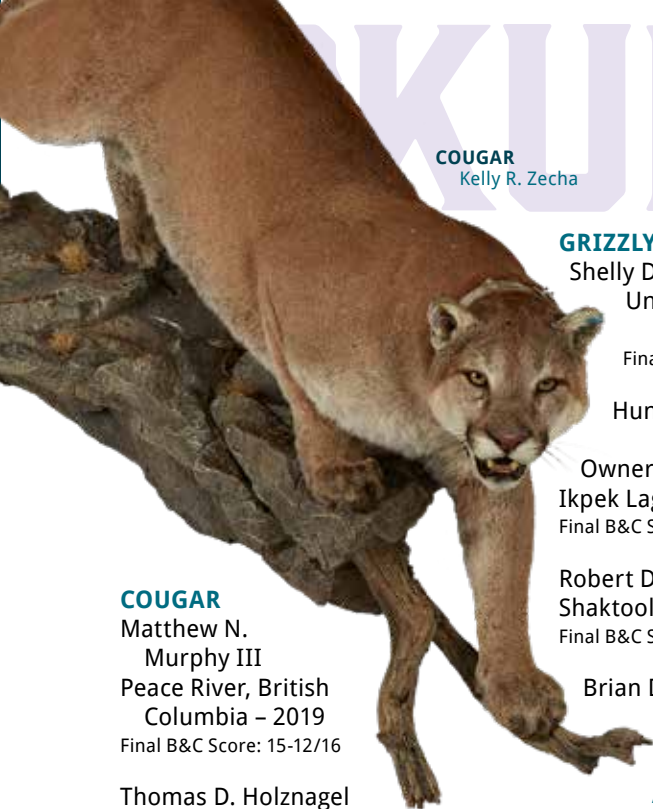 COUGAR
Kelly R. Zecha
GRIZZLY
Shelly D
Un
Fina
Hun
Owner
Ikpek Lag
Final B&C S
Robert D
Shaktool
Final B&C S
Brian D
COUGAR
Matthew N.
Murphy III
Peace River, British
Columbia – 2019
Final B&C Score: 15-12/16
Thomas D. Holznagel